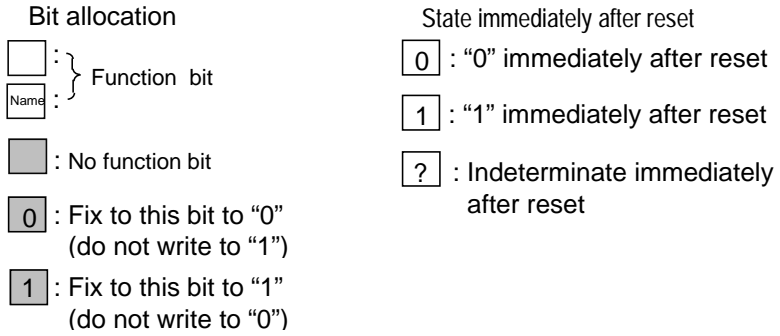 Bit allocation
:
Function bit
Name :
: No function bit
0 : Fix to this bit to “0”
(do not write to “1”)
1 : Fix to this bit to “1”
(do not write to “0”)
State immediately after reset
0 : “0” immediately after reset
1 : “1” immediately after reset
? : Indeterminate immediately
after reset